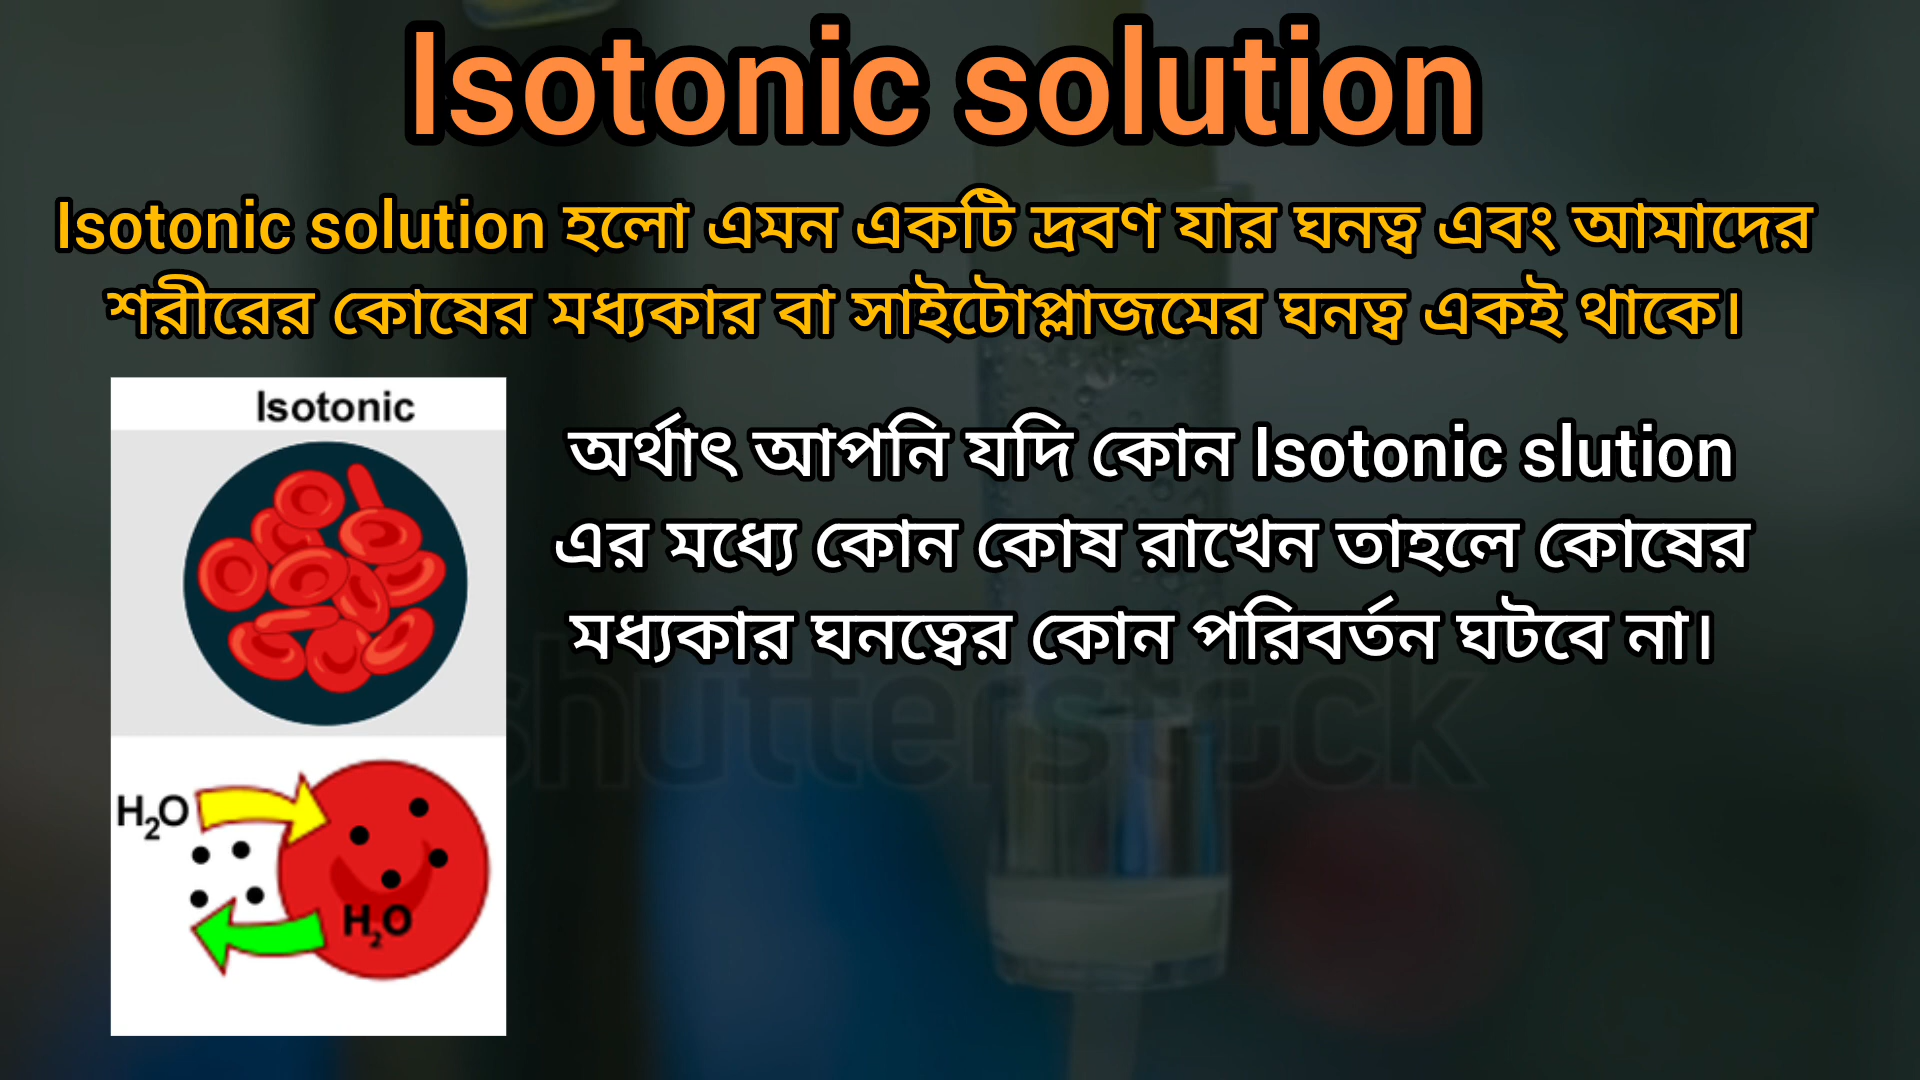 Isotonic solution
Isotonic solution হলো এমন একটি দ্রবণ যার ঘনত্ব এবং আমাদের
শরীরের কোষের মধ্যকার বা সাইটোপ্লাজমের ঘনত্ব একই থাকে।
Isotonic
অর্থাৎ আপনি যদি কোন Isotonic slution
এর মধ্যে কোন কোষ রাখেন তাহলে কোষের
মধ্যকার ঘনত্বের কোন পরিবর্তন ঘটবে না।
shutterstock
H₂O
H₂O